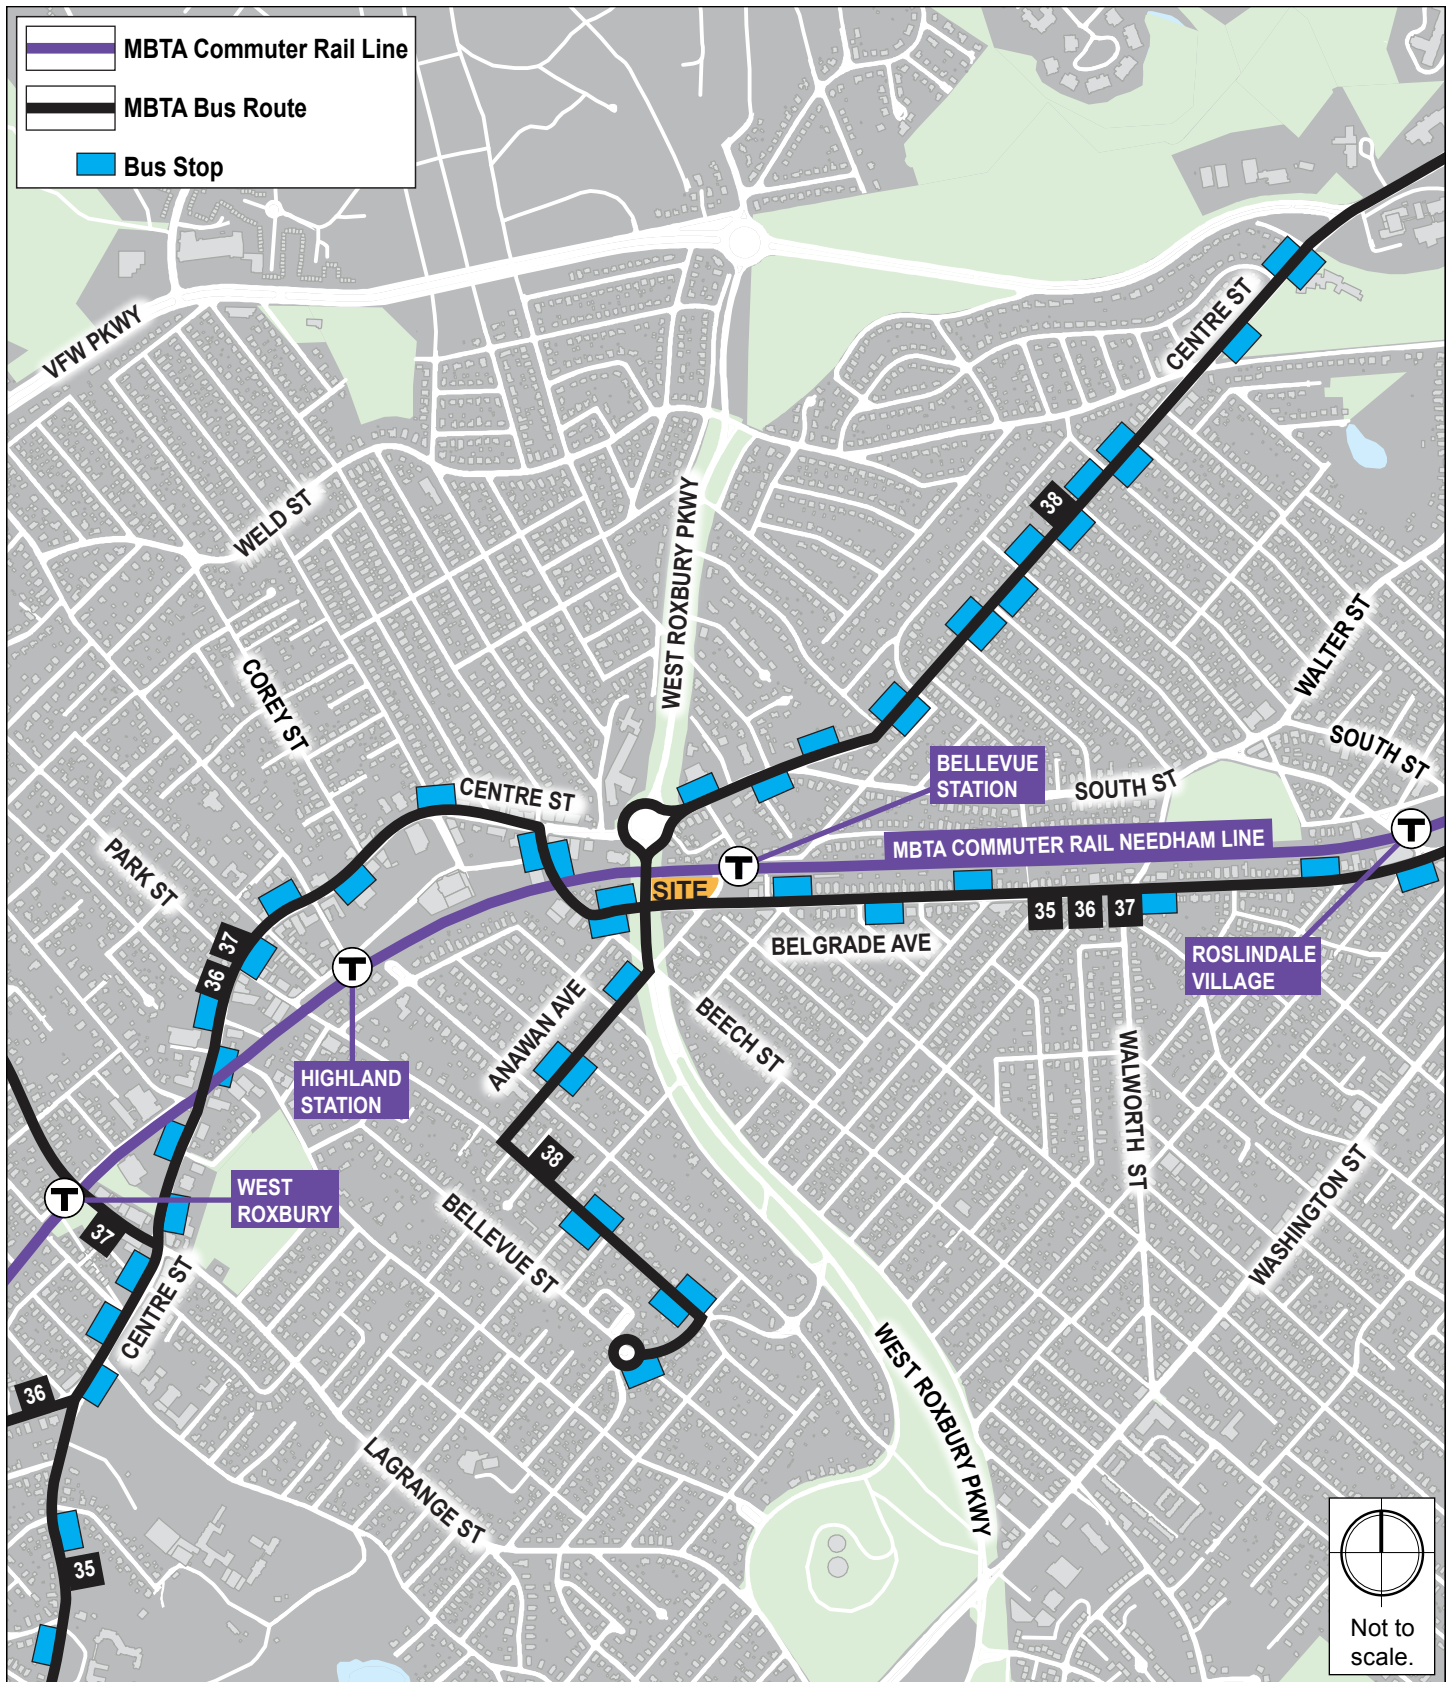 MBTA Commuter Rail Line
MBTA Bus Route
Bus Stop
VFW PKWY
CENTRE ST
WELD ST
38
WEST ROXBURY PKWY
WALTER ST
COREY ST
SOUTH ST
BELLEVUE
STATION
SOUTH ST
CENTRE ST
MBTA COMMUTER RAIL NEEDHAM LINE
T
T
PARK ST
SITE
35
36
37
BELGRADE AVE
36
37
T
ROSLINDALE
VILLAGE
ANAWAN AVE
BEECH ST
HIGHLAND
STATION
WALWORTH ST
38
WEST
ROXBURY
T
37
BELLEVUE ST
WASHINGTON ST
CENTRE ST
WEST ROXBURY PKWY
36
LAGRANGE ST
35
Not to
scale.